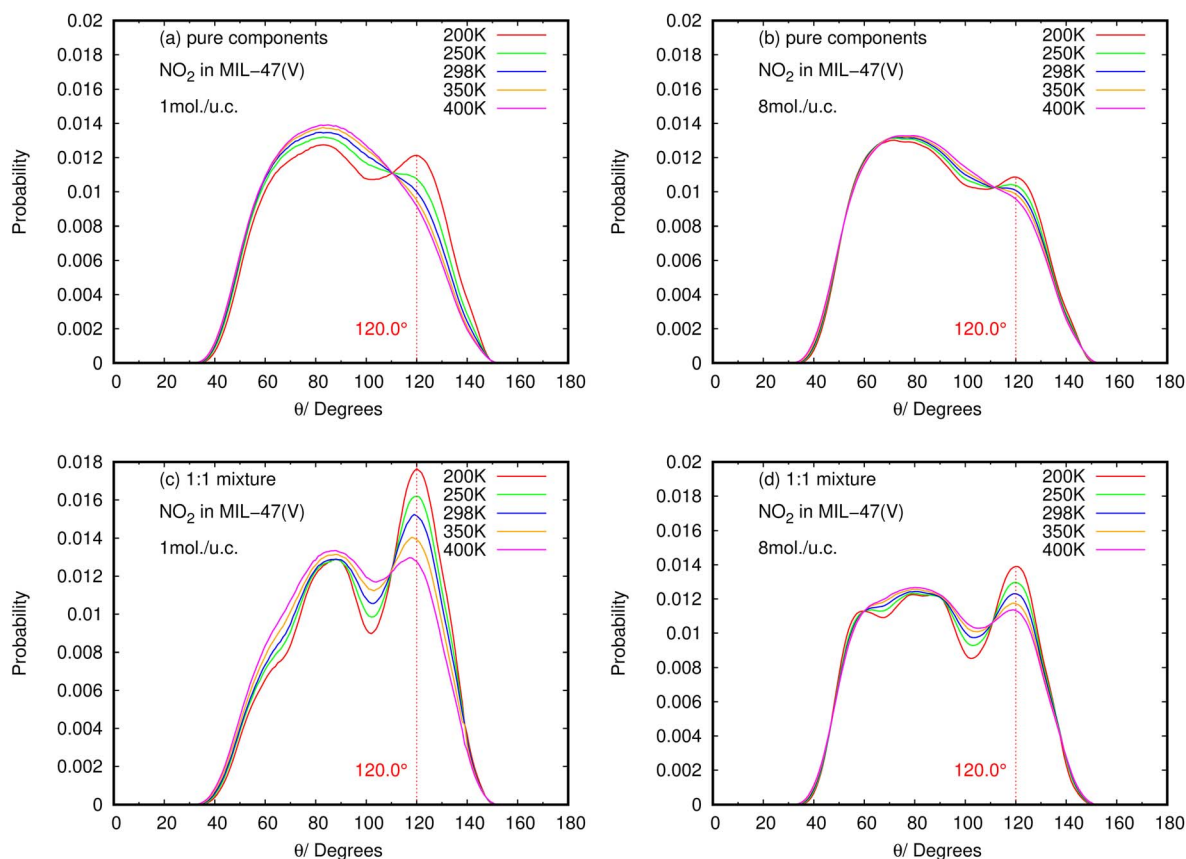 (a) pure components
NO2 in MIL−47(V)
1mol./u.c.
200K
250K
298K
350K
400K
120.0°
Probability
0.02
0.018
0.016
0.014
0.012
0.01
0.008
0.006
0.004
0.002
0
0 20 40 60 80 100 120 140 160 180
θ/ Degrees
(b) pure components
NO2 in MIL−47(V)
8mol./u.c.
200K
250K
298K
350K
400K
120.0°
Probability
0.02
0.018
0.016
0.014
0.012
0.01
0.008
0.006
0.004
0.002
0
0 20 40 60 80 100 120 140 160 180
θ/ Degrees
(c) 1:1 mixture
NO2 in MIL−47(V)
1mol./u.c.
200K
250K
298K
350K
400K
120.0°
Probability
0.018
0.016
0.014
0.012
0.01
0.008
0.006
0.004
0.002
0
0 20 40 60 80 100 120 140 160 180
θ/ Degrees
(d) 1:1 mixture
NO2 in MIL−47(V)
8mol./u.c.
200K
250K
298K
350K
400K
120.0°
Probability
0.02
0.018
0.016
0.014
0.012
0.01
0.008
0.006
0.004
0.002
0
0 20 40 60 80 100 120 140 160 180
θ/ Degrees